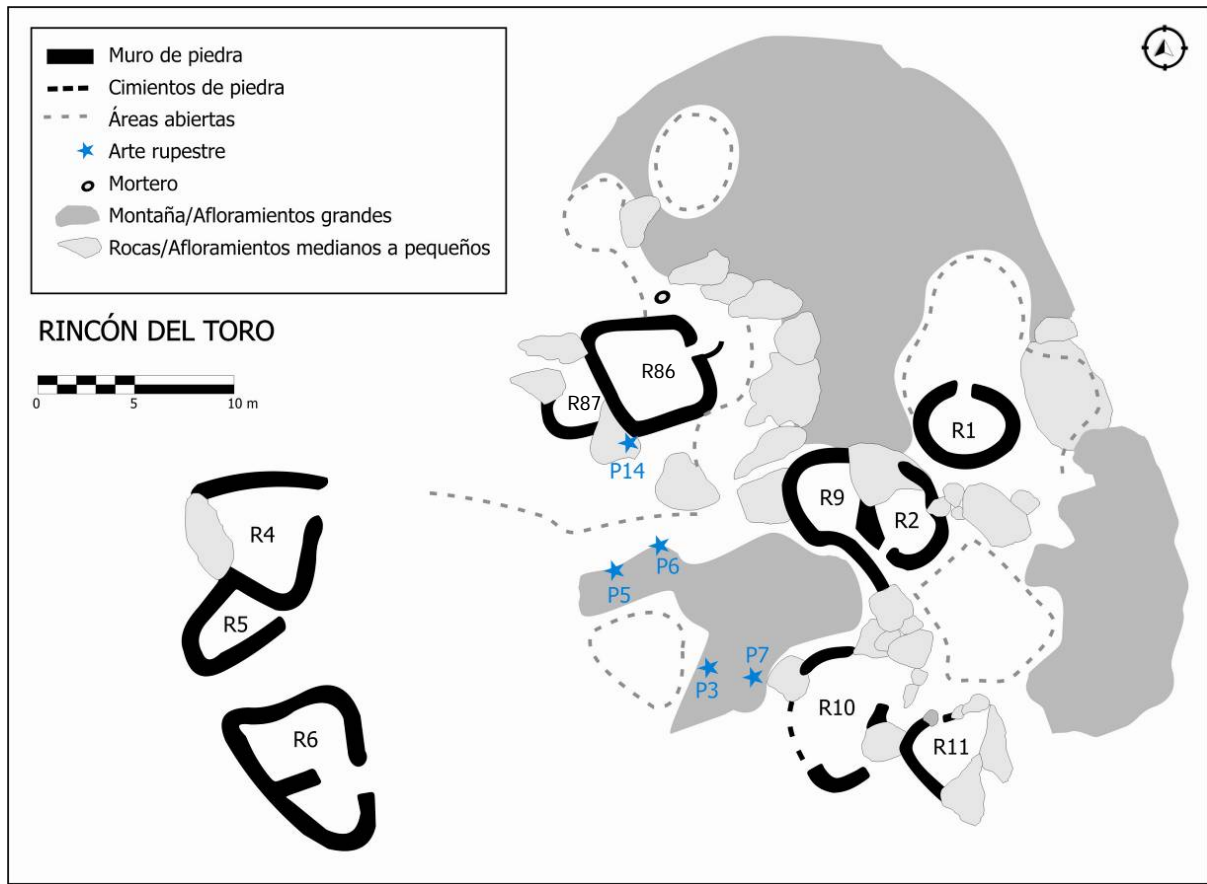 Muro de piedra
Cimientos de piedra
Áreas abiertas
Arte rupestre
Mortero
Montaña/Afloramientos grandes
Rocas/Afloramientos medianos a pequeños
RINCÓN DEL TORO
0 5 10 m
R86
R87
R1
P14
R9
R2
R4
P6
P5
R5
P7
P3
R10
R6
R11